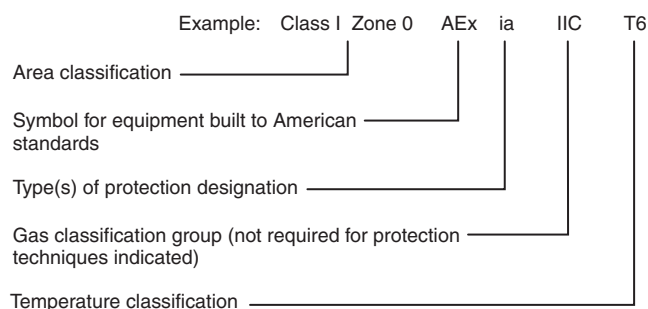 Example: Class I Zone 0 AEx ia IIC T6
Area classification
Symbol for equipment built to American
standards
Type(s) of protection designation
Gas classification group (not required for protection
techniques indicated)
Temperature classification